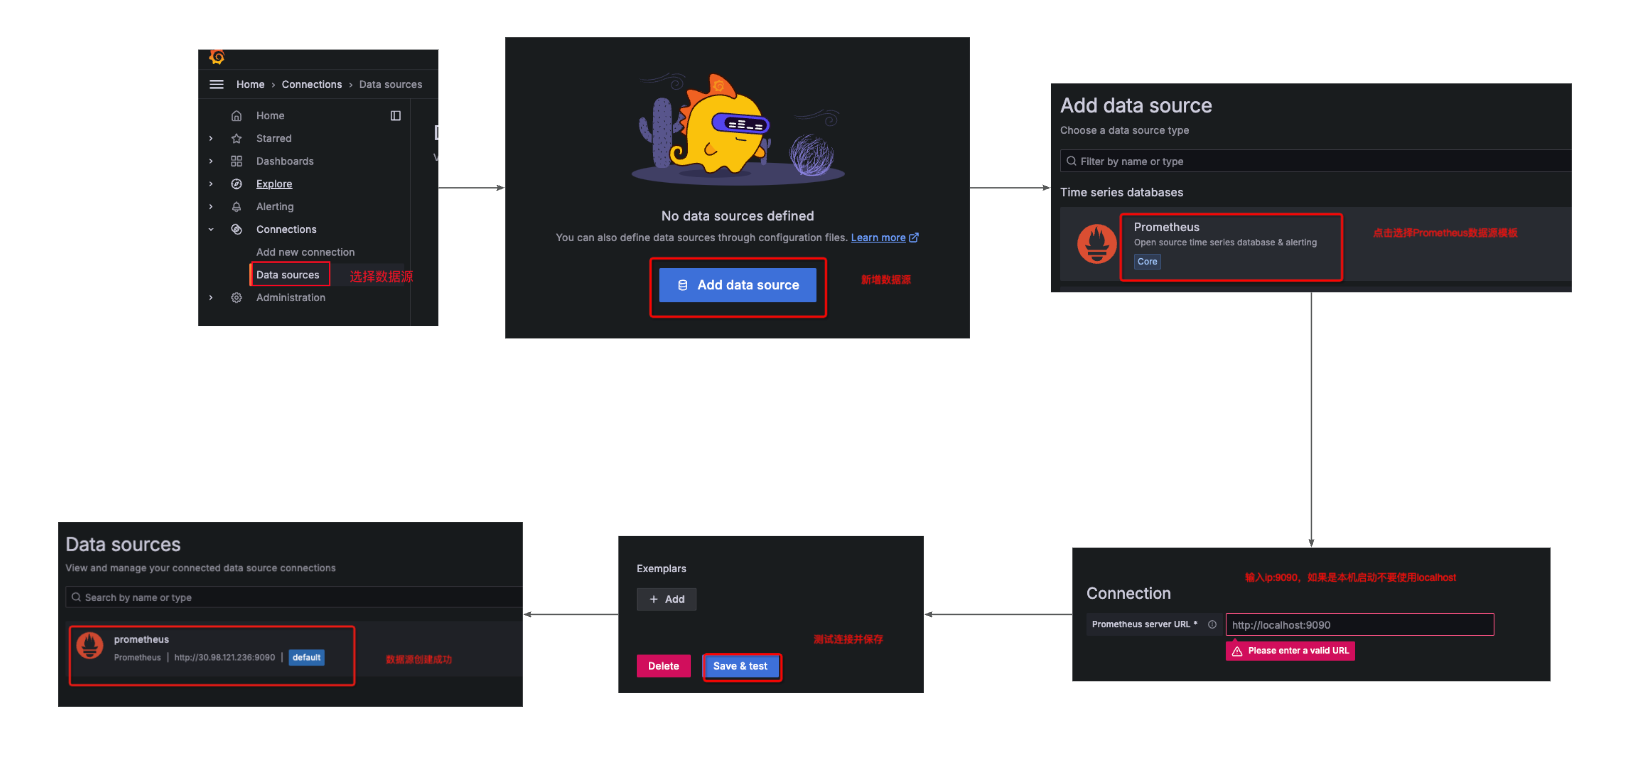 Home › Connections › Data sources
Home
Starred
Dashboards
Explore
Alerting
Connections
Add new connection
Data sources
选择数据源
Administration
No data sources defined
You can also define data sources through configuration files. Learn more
Add data source
新增数据源
Add data source
Choose a data source type
Filter by name or type
Time series databases
Prometheus
Open source time series database & alerting
Core
点击选择Prometheus数据源模板
输入ip:9090，如果是本机启动不要使用localhost
Connection
Prometheus server URL *
http://localhost:9090
Please enter a valid URL
Exemplars
+ Add
测试连接并保存
Delete
Save & test
Data sources
View and manage your connected data source connections
Search by name or type
prometheus
Prometheus | http://30.98.121.236:9090 | default
数据源创建成功